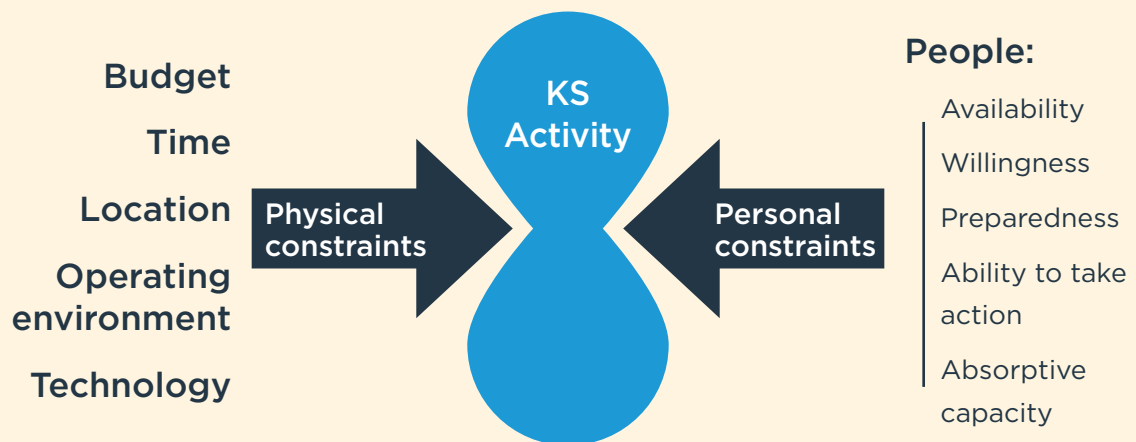 Budget
Time
Location
Operating
environment
Technology
Physical
constraints
KS
Activity
Personal
constraints
People:
Availability
Willingness
Preparedness
Ability to take
action
Absorptive
capacity